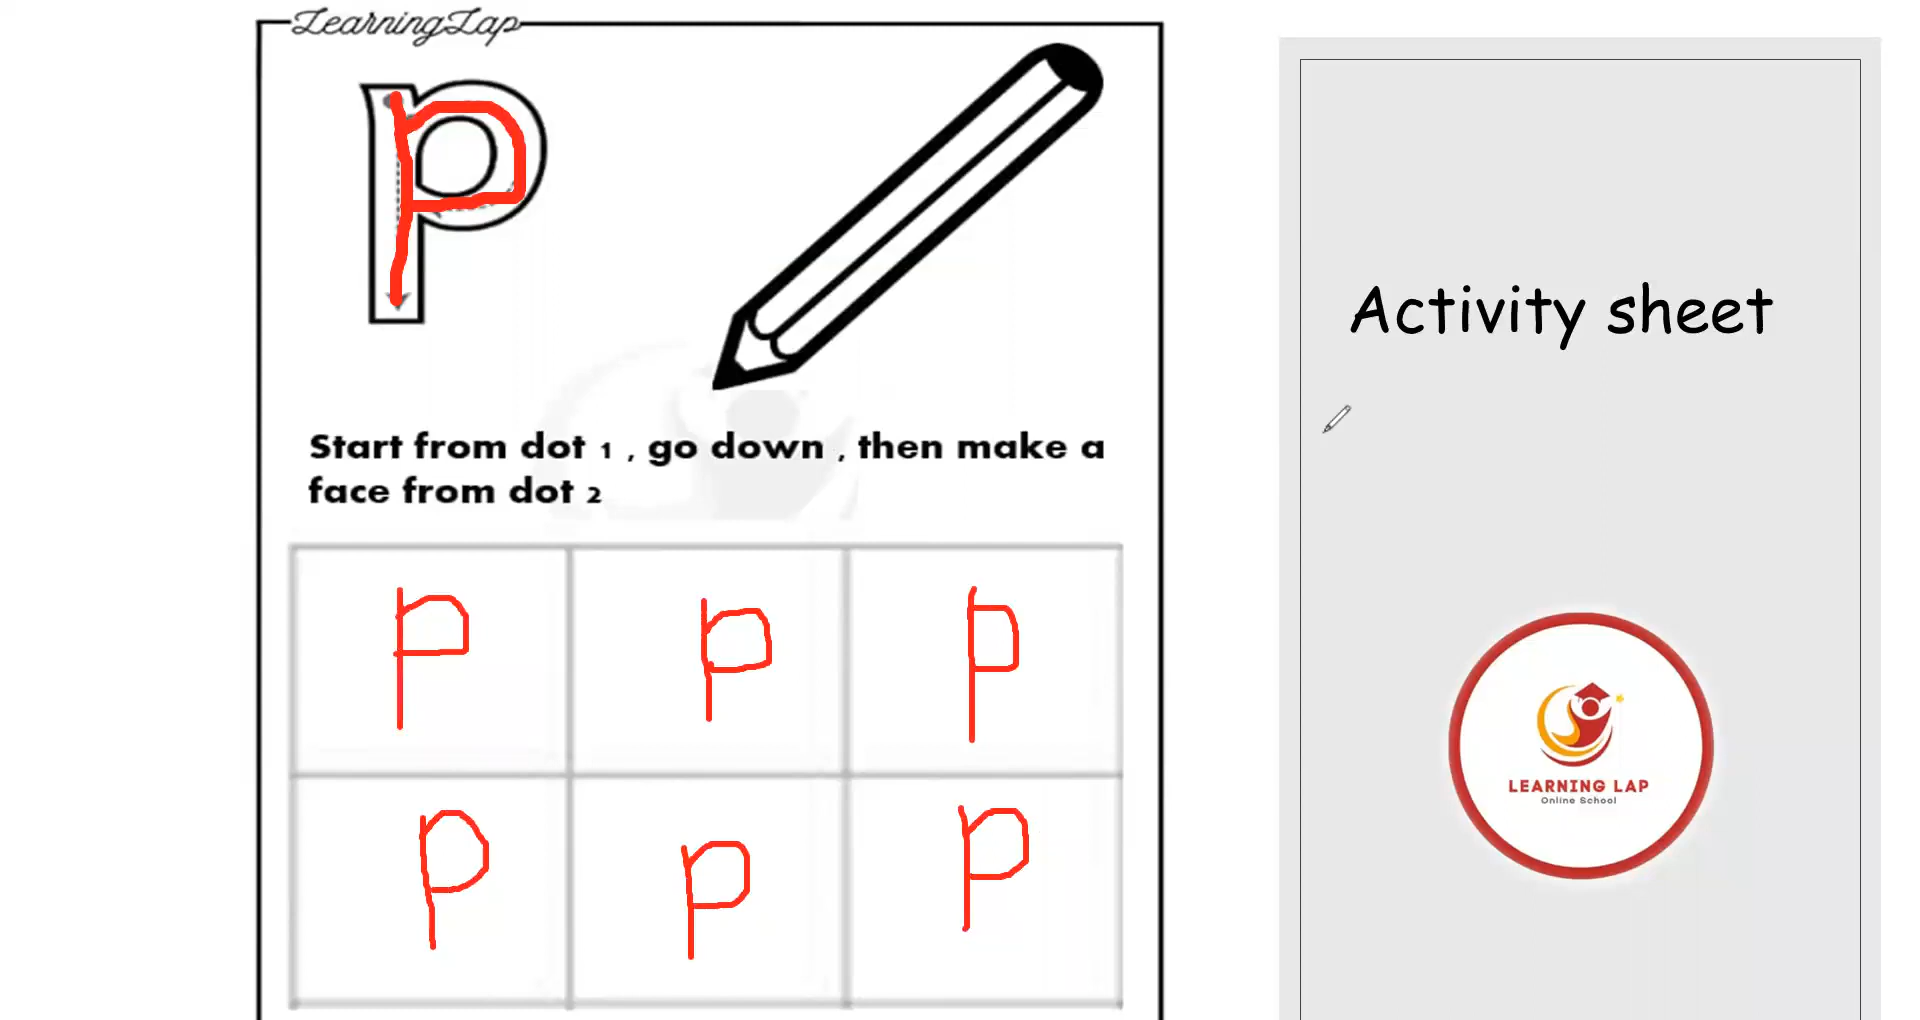 LearningLap
p
Start from dot 1 , go down , then make a
face from dot 2
p p p
p p p
Activity sheet
LEARNING LAP
Online School